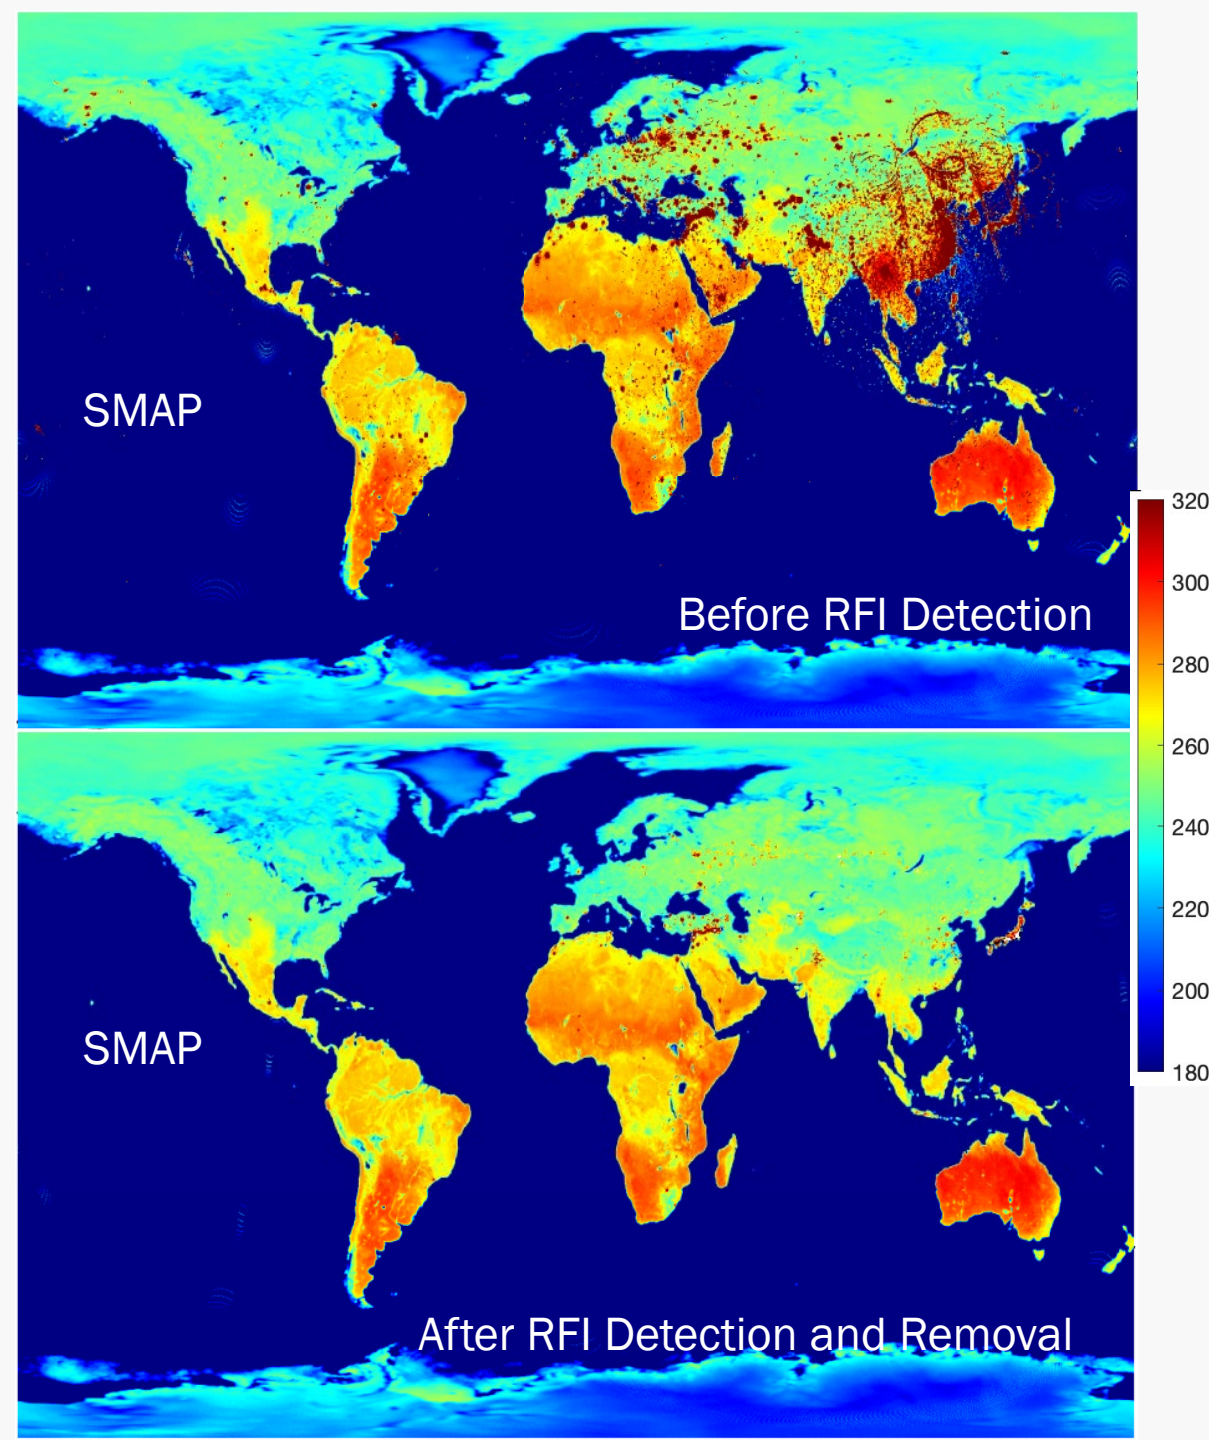 SMAP
Before RFI Detection
320
300
280
260
240
220
200
180
SMAP
After RFI Detection and Removal